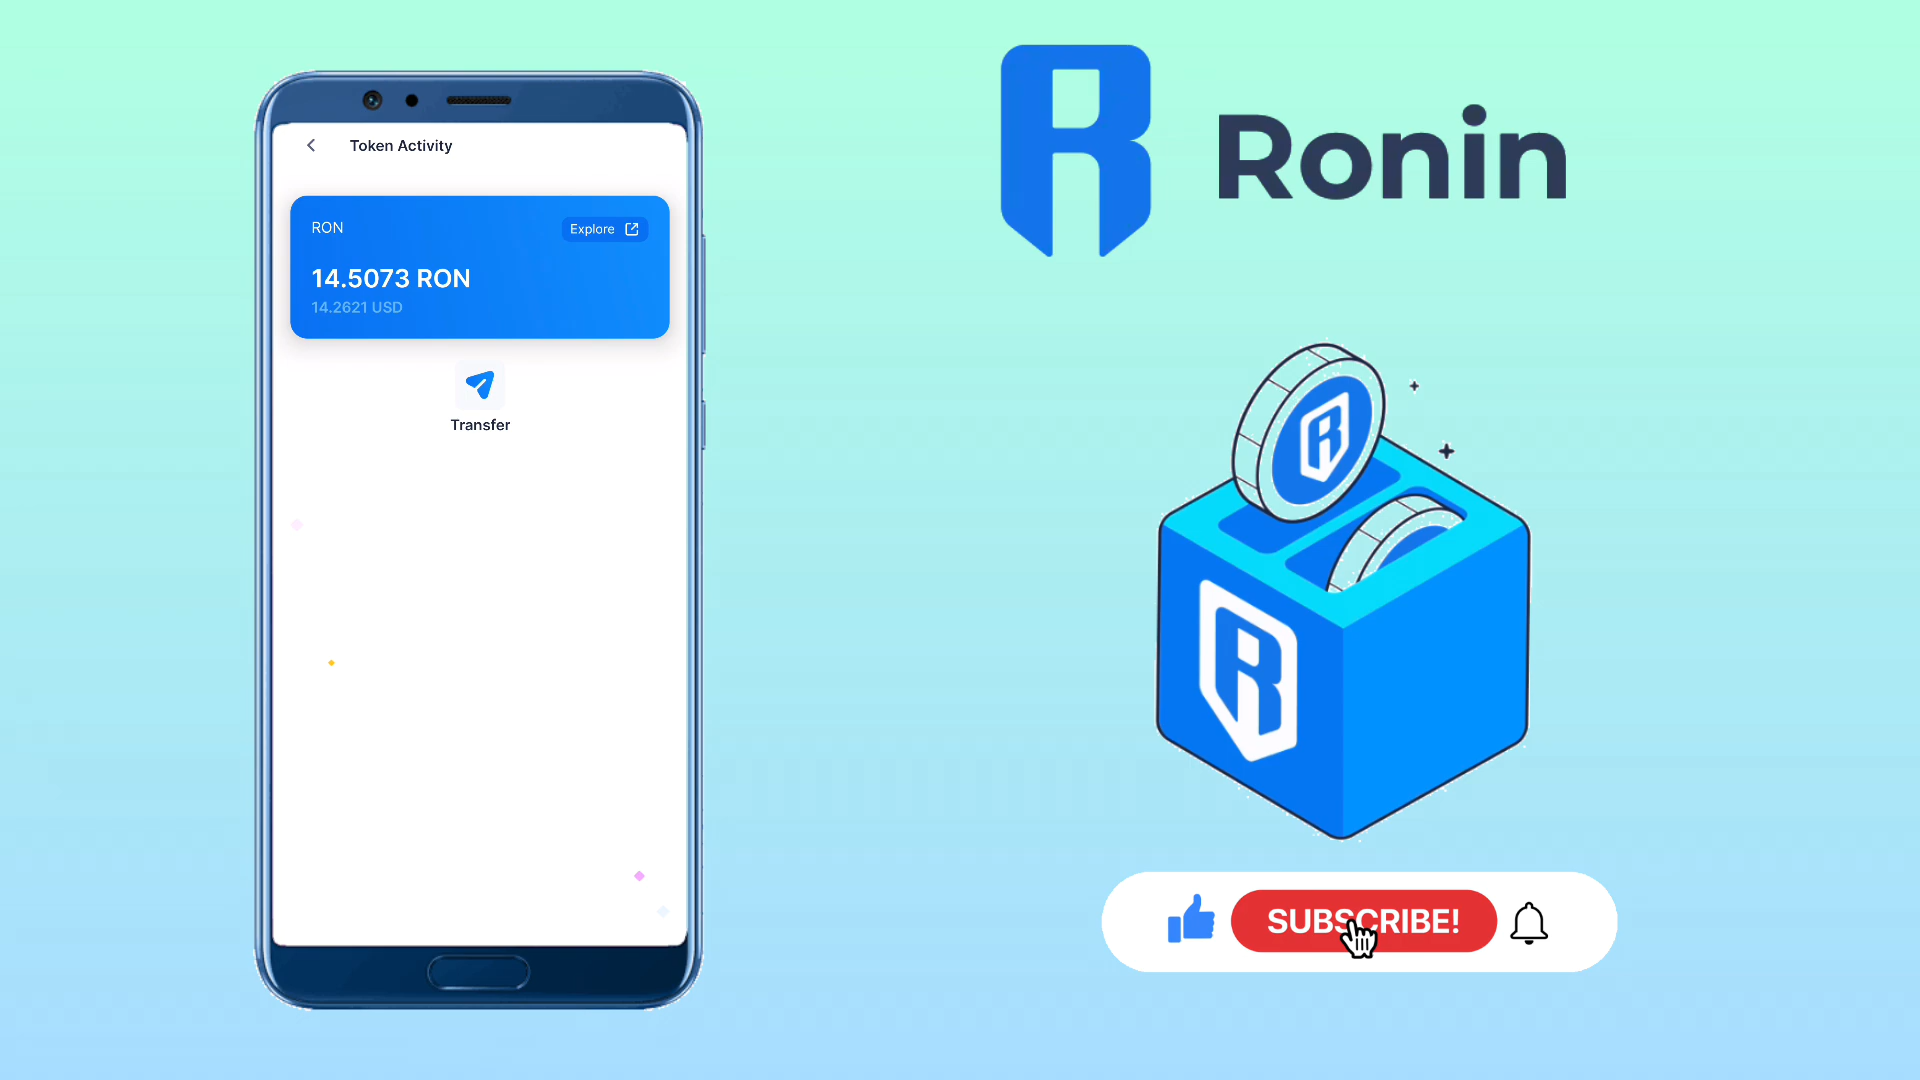 Token Activity
RON
Explore
14.5073 RON
14.2621 USD
Transfer
Ronin
SUBSCRIBE!